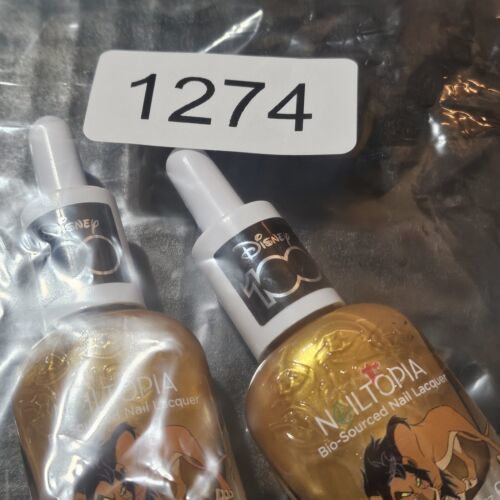 1274
Disney
100
Disney
100
NAILTOPIA
Bio-Sourced Nail Lacquer
NAILTOPIA
Bio-Sourced Nail Lacquer